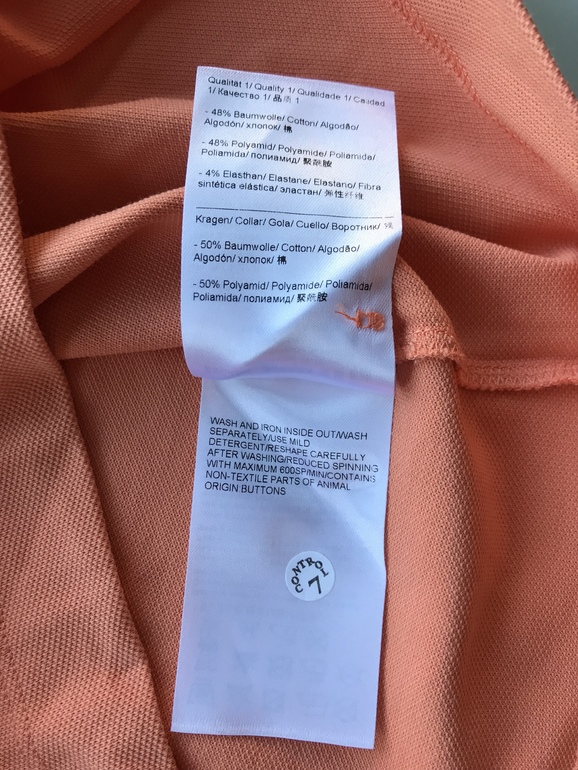 Qualität 1/ Quality 1/ Qualidade 1/ Calidad
1/ Качество 1/ 品质 1
- 48% Baumwolle/ Cotton/ Algodão/
Algodón/ хлопок/ 棉
- 48% Polyamid/ Polyamide/ Poliamida/
Poliamida/ полиамид/ 聚酰胺
- 4% Elasthan/ Elastane/ Elastano/ Fibra
sintética elástica/ эластан/ 弹性纤维
Kragen/ Collar/ Gola/ Cuello/ Воротник/
- 50% Baumwolle/ Cotton/ Algodão/
Algodón/ хлопок/ 棉
- 50% Polyamid/ Polyamide/ Poliamida/
Poliamida/ полиамид/ 聚酰胺
WASH AND IRON INSIDE OUT/WASH
SEPARATELY/USE MILD
DETERGENT/RESHAPE CAREFULLY
AFTER WASHING/REDUCED SPINNING
WITH MAXIMUM 600SP/MIN/CONTAINS
NON-TEXTILE PARTS OF ANIMAL
ORIGIN BUTTONS
CONTROL
7